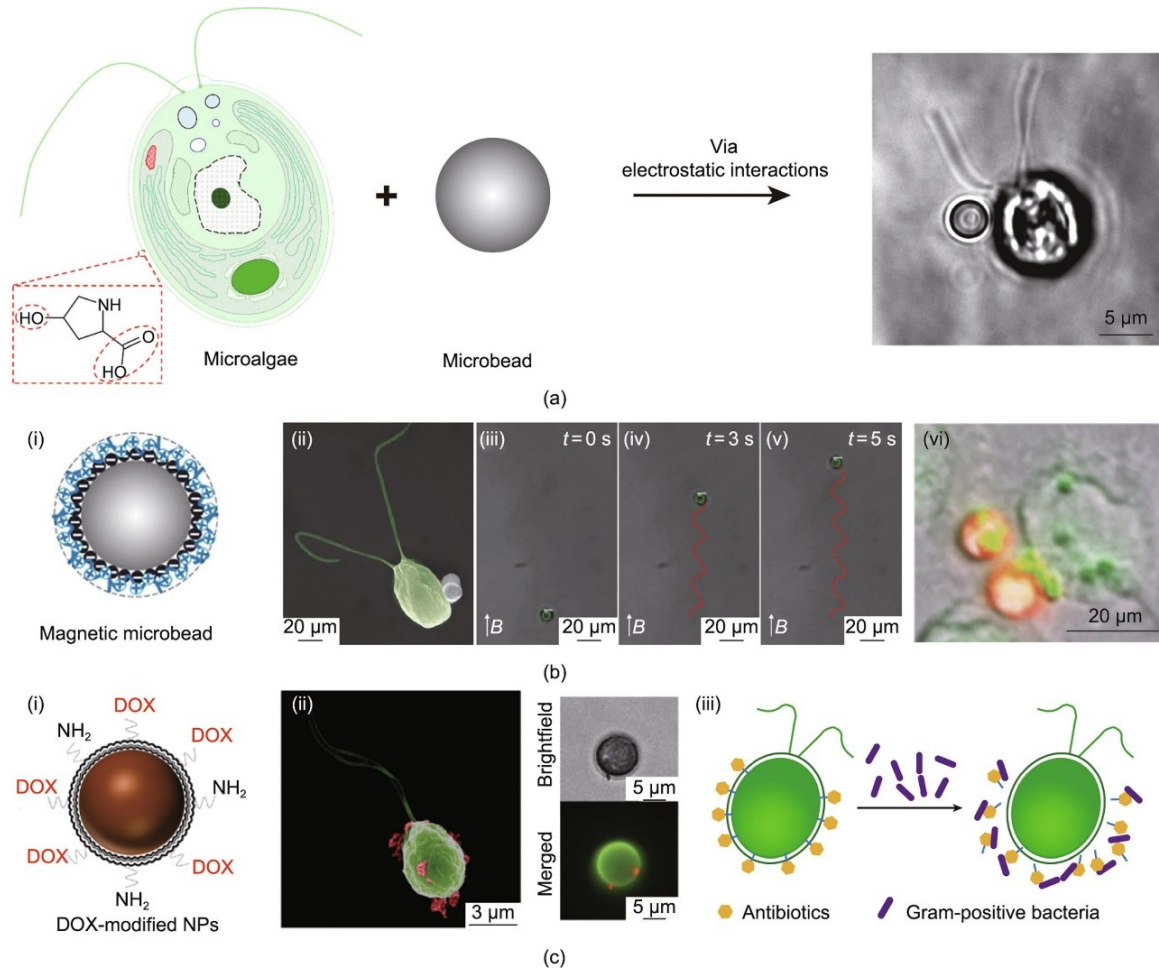 Via
electrostatic interactions
5 µm
HO
NH
O
HO
Microalgae
Microbead
(a)
(i)
Magnetic microbead
(ii)
20 µm
(iii)
t = 0 s
↑B
20 µm
(iv)
t = 3 s
↑B
20 µm
(v)
t = 5 s
↑B
20 µm
(vi)
20 µm
(b)
(i)
DOX
NH2
DOX
DOX
NH2
DOX
DOX
NH2
DOX-modified NPs
(ii)
3 µm
Brightfield
5 µm
Merged
5 µm
(iii)
Antibiotics
Gram-positive bacteria
(c)